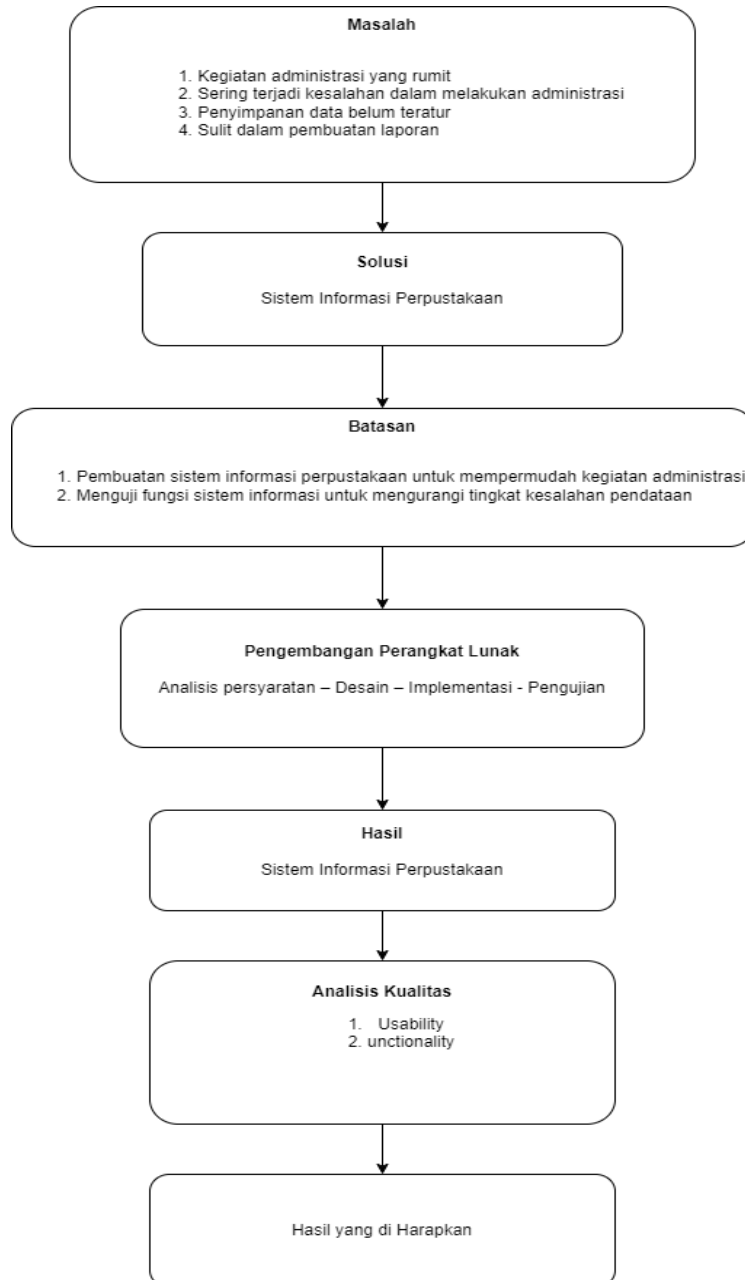 Masalah
1. Kegiatan administrasi yang rumit
2. Sering terjadi kesalahan dalam melakukan administrasi
3. Penyimpanan data belum teratur
4. Sulit dalam pembuatan laporan
Solusi
Sistem Informasi Perpustakaan
Batasan
1. Pembuatan sistem informasi perpustakaan untuk mempermudah kegiatan administrasi
2. Menguji fungsi sistem informasi untuk mengurangi tingkat kesalahan pendataan
Pengembangan Perangkat Lunak
Analisis persyaratan – Desain – Implementasi - Pengujian
Hasil
Sistem Informasi Perpustakaan
Analisis Kualitas
1. Usability
2. unctionality
Hasil yang di Harapkan